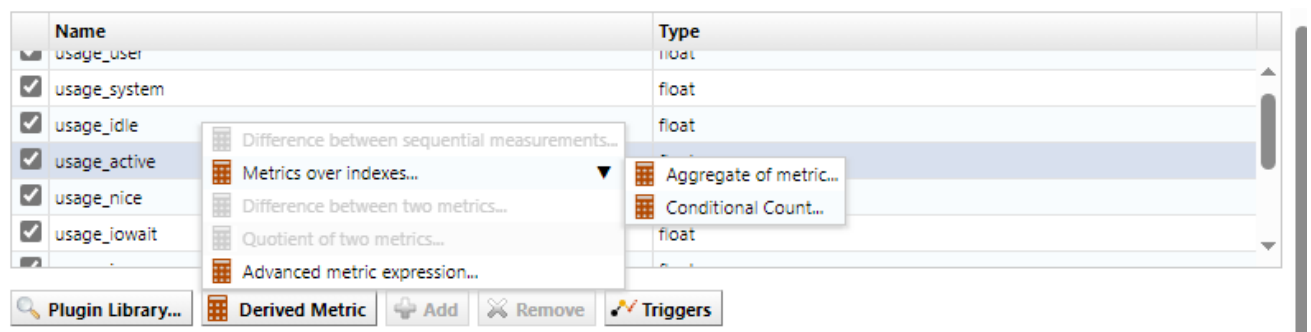 Name Type
usage_user float
usage_system float
usage_idle float
Difference between sequential measurements...
usage_active
Metrics over indexes...
Aggregate of metric...
usage_nice
Difference between two metrics...
Conditional Count...
usage_iowait float
Quotient of two metrics...
Advanced metric expression...
Plugin Library... Derived Metric Add Remove Triggers